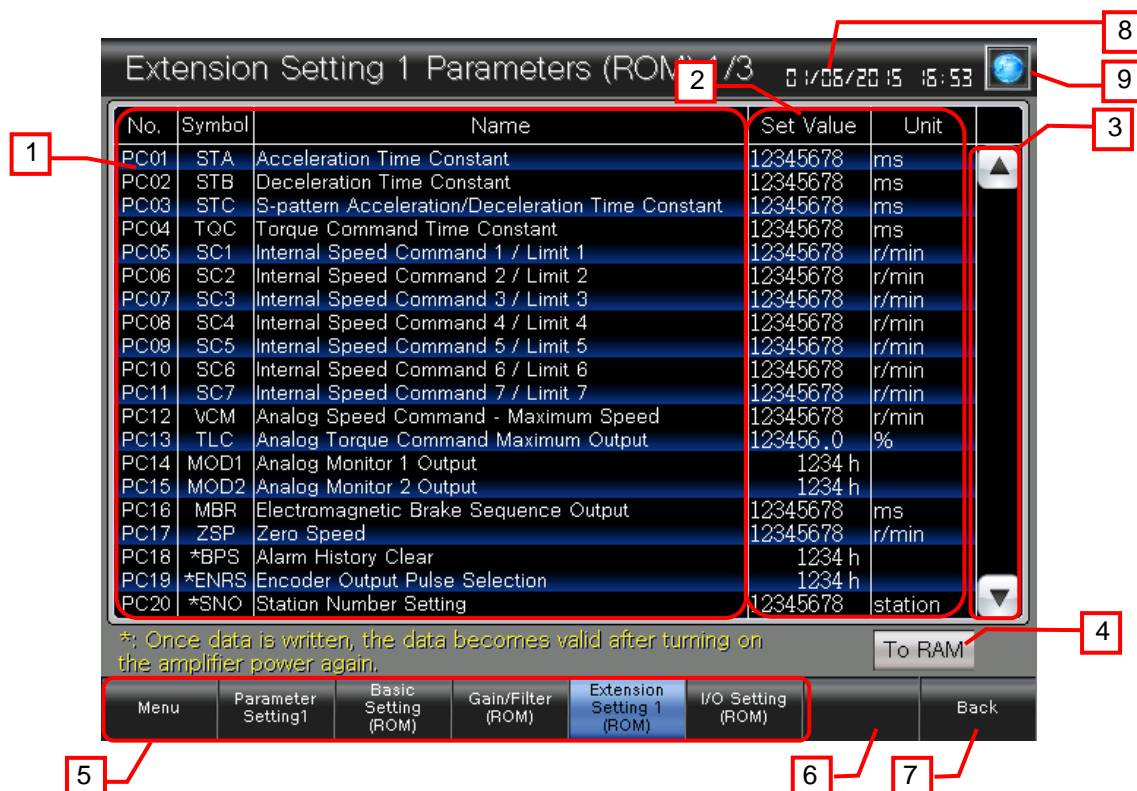 8
Extension Setting 1 Parameters (ROM) 1/3
01/06/2015 16:53
2
9
No. Symbol Name Set Value Unit
3
1
PC01 STA Acceleration Time Constant 12345678 ms
PC02 STB Deceleration Time Constant 12345678 ms
PC03 STC S-pattern Acceleration/Deceleration Time Constant 12345678 ms
PC04 TQC Torque Command Time Constant 12345678 ms
PC05 SC1 Internal Speed Command 1 / Limit 1 12345678 r/min
PC06 SC2 Internal Speed Command 2 / Limit 2 12345678 r/min
PC07 SC3 Internal Speed Command 3 / Limit 3 12345678 r/min
PC08 SC4 Internal Speed Command 4 / Limit 4 12345678 r/min
PC09 SC5 Internal Speed Command 5 / Limit 5 12345678 r/min
PC10 SC6 Internal Speed Command 6 / Limit 6 12345678 r/min
PC11 SC7 Internal Speed Command 7 / Limit 7 12345678 r/min
PC12 VCM Analog Speed Command - Maximum Speed 12345678 r/min
PC13 TLC Analog Torque Command Maximum Output 123456.0 %
PC14 MOD1 Analog Monitor 1 Output 1234 h
PC15 MOD2 Analog Monitor 2 Output 1234 h
PC16 MBR Electromagnetic Brake Sequence Output 12345678 ms
PC17 ZSP Zero Speed 12345678 r/min
PC18 *BPS Alarm History Clear 1234 h
PC19 *ENRS Encoder Output Pulse Selection 1234 h
PC20 *SNO Station Number Setting 12345678 station
*: Once data is written, the data becomes valid after turning on
the amplifier power again.
To RAM
4
Menu
Parameter
Setting1
Basic
Setting
(ROM)
Gain/Filter
(ROM)
Extension
Setting 1
(ROM)
I/O Setting
(ROM)
Back
5
6
7